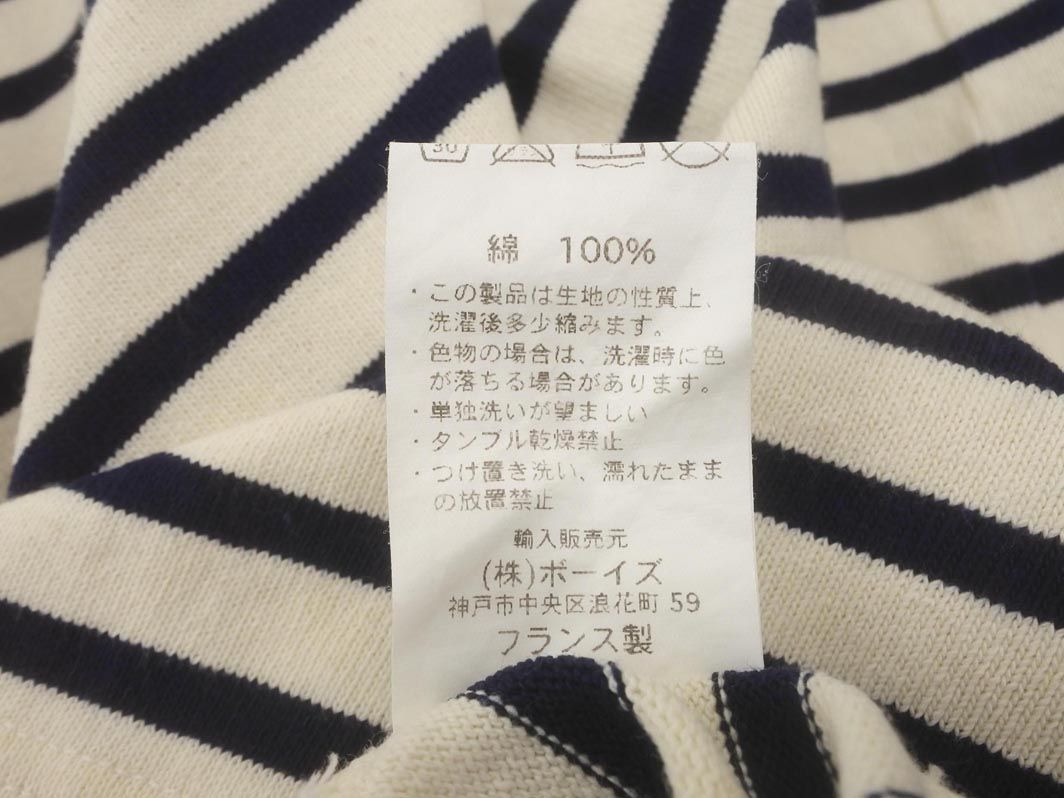 30
綿 100%
・この製品は生地の性質上、
洗濯後多少縮みます。
・色物の場合は、洗濯時に色
が落ちる場合があります。
・単独洗いが望ましい
・タンブル乾燥禁止
・つけ置き洗い、濡れたまま
の放置禁止
輸入販売元
(株)ボーイズ
神戸市中央区浪花町 59
フランス製